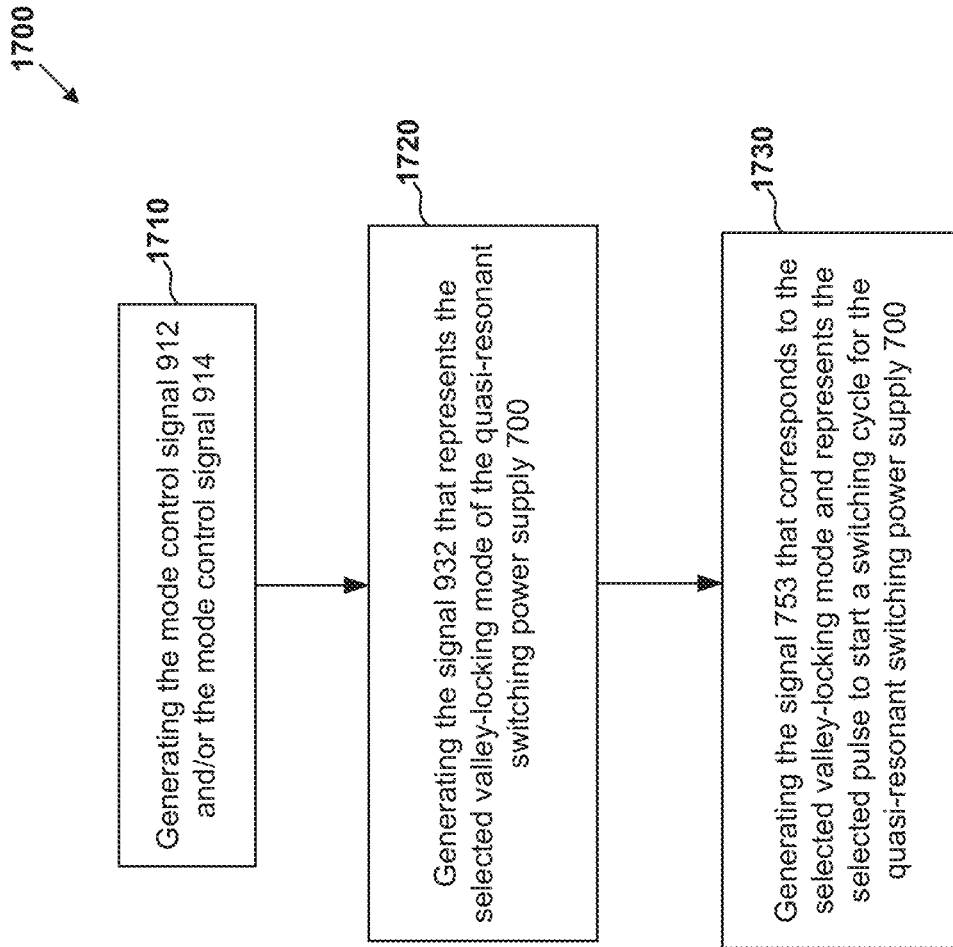 1700
1710
Generating the mode control signal 912
and/or the mode control signal 914
1720
Generating the signal 932 that represents the
selected valley-locking mode of the quasi-resonant
switching power supply 700
1730
Generating the signal 753 that corresponds to the
selected valley-locking mode and represents the
selected pulse to start a switching cycle for the
quasi-resonant switching power supply 700